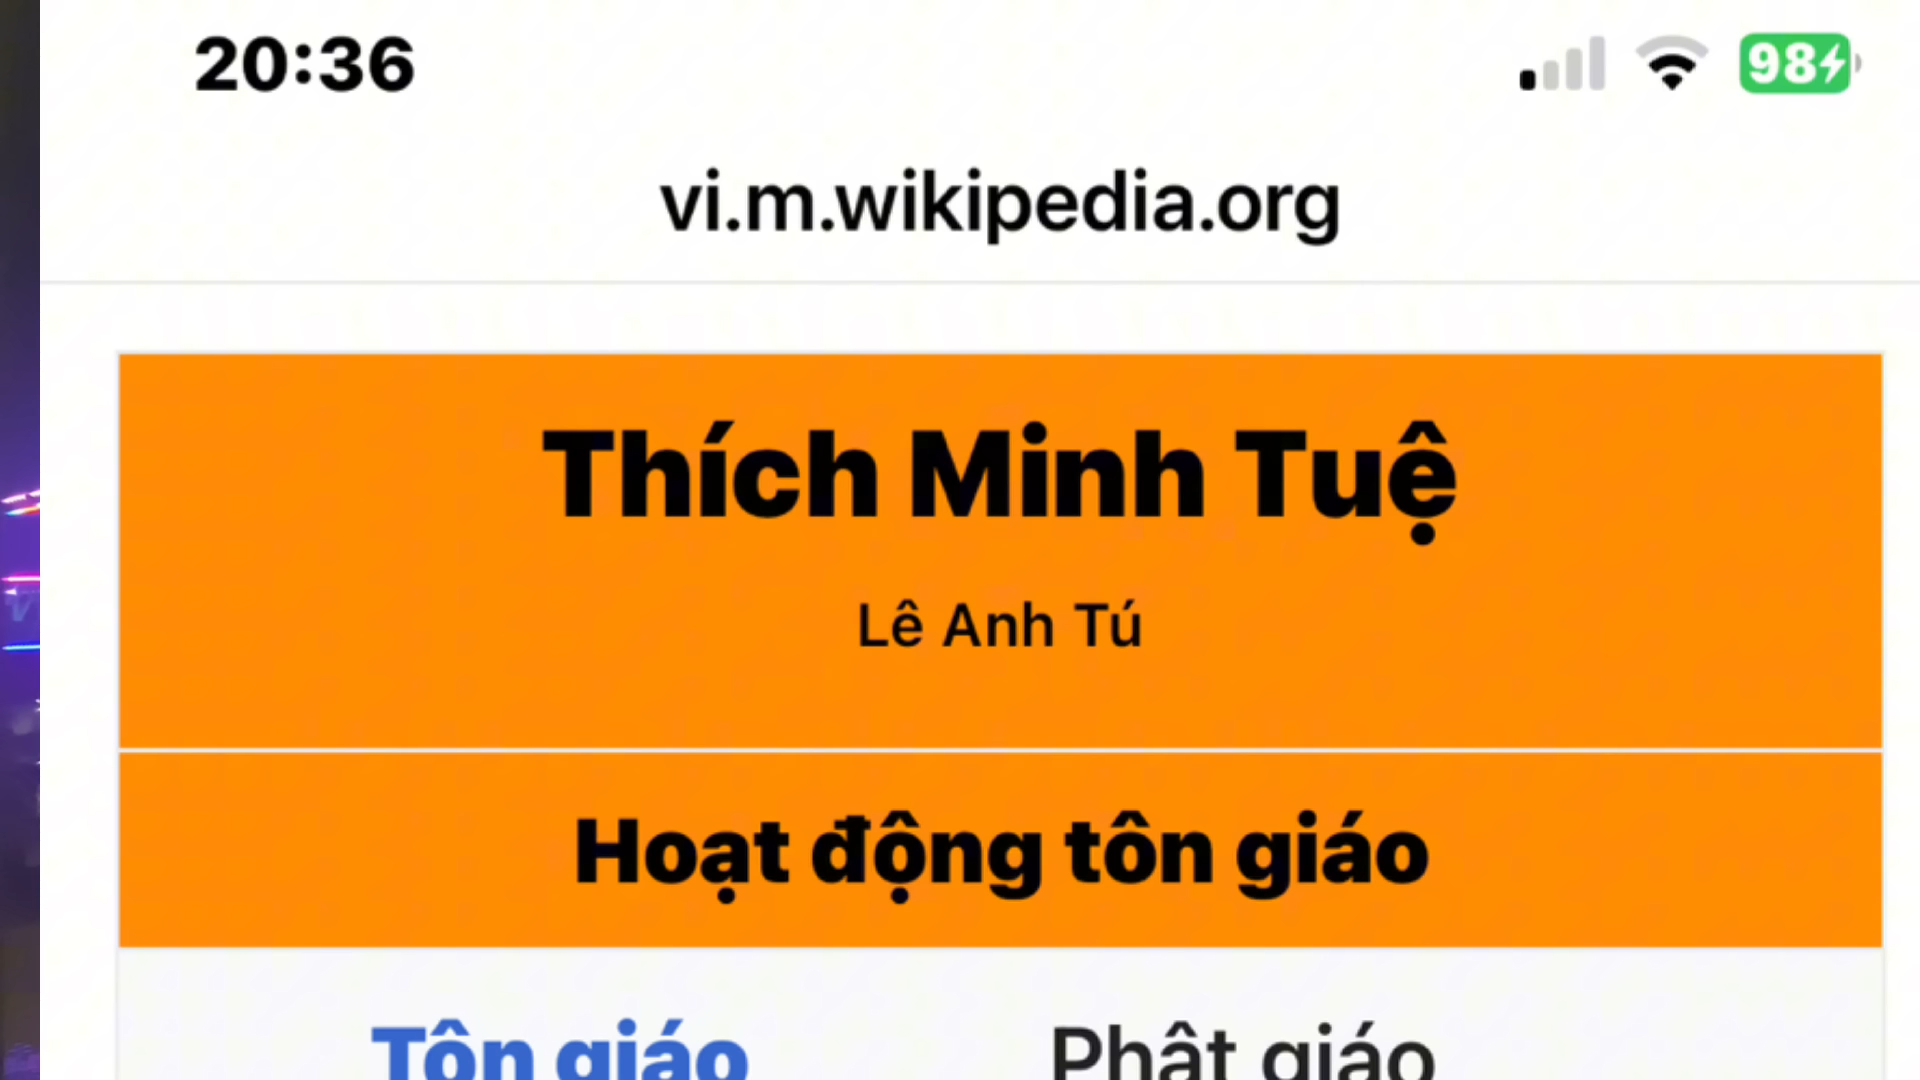 20:36
98
vi.m.wikipedia.org
Thích Minh Tuệ
Lê Anh Tú
Hoạt động tôn giáo
Tôn giáo Phật giáo